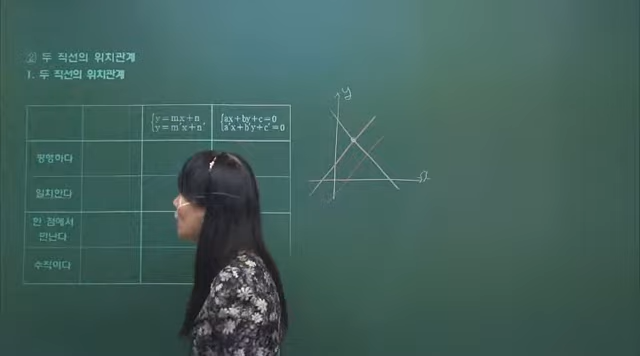 ② 두 직선의 위치관계
1. 두 직선의 위치관계
y=mx+n
y=m'x+n'
ax+by+c=0
a'x+b'y+c'=0
평행하다
일치한다
한 점에서
만난다
수직이다
y
x